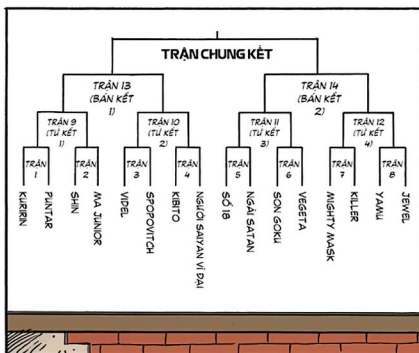 TRẬN CHUNG KẾT
TRẬN 13
(BÁN KẾT
1)
TRẬN 14
(BÁN KẾT
2)
TRẬN 9
(TỨ KẾT
1)
TRẬN 10
(TỨ KẾT
2)
TRẬN 11
(TỨ KẾT
3)
TRẬN 12
(TỨ KẾT
4)
TRẬN
1
TRẬN
2
TRẬN
3
TRẬN
4
TRẬN
5
TRẬN
6
TRẬN
7
TRẬN
8
KURIRIN
PUNTAR
SHIN
MA JUNIOR
VIDEL
SPOPOVITCH
KIBITO
NGƯỜI SAIYAN VĨ ĐẠI
SỐ 18
NGÀI SATAN
SON GOKU
VEGETA
MIGHTY MASK
KILLER
YAMU
JEWEL